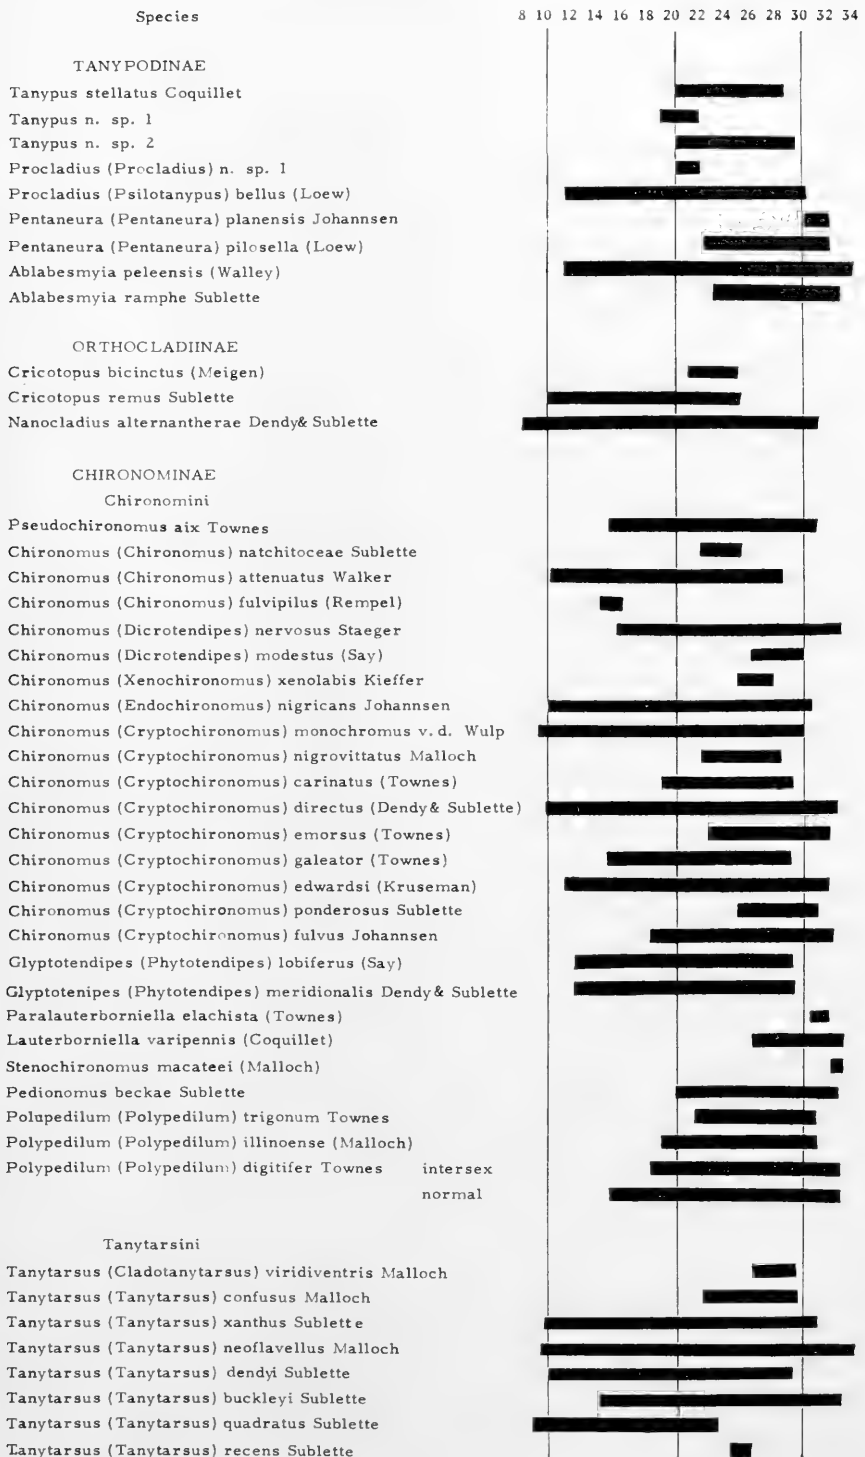 Species 8 10 12 14 16 18 20 22 24 26 28 30 32 34
TANYPODINAE
Tanypus stellatus Coquillet
Tanypus n. sp. 1
Tanypus n. sp. 2
Procladius (Procladius) n. sp. 1
Procladius (Psilotanypus) bellus (Loew)
Pentaneura (Pentaneura) planensis Johannsen
Pentaneura (Pentaneura) pilosella (Loew)
Ablabesmyia peleensis (Walley)
Ablabesmyia ramphe Sublette
ORTHOCLADIINAE
Cricotopus bicinctus (Meigen)
Cricotopus remus Sublette
Nanocladius alternantherae Dendy& Sublette
CHIRONOMINAE
Chironomini
Pseudochironomus aix Townes
Chironomus (Chironomus) natchitoceae Sublette
Chironomus (Chironomus) attenuatus Walker
Chironomus (Chironomus) fulvipilus (Rempel)
Chironomus (Dicrotendipes) nervosus Staeger
Chironomus (Dicrotendipes) modestus (Say)
Chironomus (Xenochironomus) xenolabis Kieffer
Chironomus (Endochironomus) nigricans Johannsen
Chironomus (Cryptochironomus) monochromus v.d. Wulp
Chironomus (Cryptochironomus) nigrovittatus Malloch
Chironomus (Cryptochironomus) carinatus (Townes)
Chironomus (Cryptochironomus) directus (Dendy& Sublette)
Chironomus (Cryptochironomus) emorsus (Townes)
Chironomus (Cryptochironomus) galeator (Townes)
Chironomus (Cryptochironomus) edwardsi (Kruseman)
Chironomus (Cryptochironomus) ponderosus Sublette
Chironomus (Cryptochironomus) fulvus Johannsen
Glyptotendipes (Phytotendipes) lobiferus (Say)
Glyptotenipes (Phytotendipes) meridionalis Dendy& Sublette
Paralauterborniella elachista (Townes)
Lauterborniella varipennis (Coquillet)
Stenochironomus macateei (Malloch)
Pedionomus beckae Sublette
Polupedilum (Polypedilum) trigonum Townes
Polypedilum (Polypedilum) illinoense (Malloch)
Polypedilum (Polypedilum) digitifer Townes intersex
normal
Tanytarsini
Tanytarsus (Cladotanytarsus) viridiventris Malloch
Tanytarsus (Tanytarsus) confusus Malloch
Tanytarsus (Tanytarsus) xanthus Sublette
Tanytarsus (Tanytarsus) neoflavellus Malloch
Tanytarsus (Tanytarsus) dendyi Sublette
Tanytarsus (Tanytarsus) buckleyi Sublette
Tanytarsus (Tanytarsus) quadratus Sublette
Tanytarsus (Tanytarsus) recens Sublette